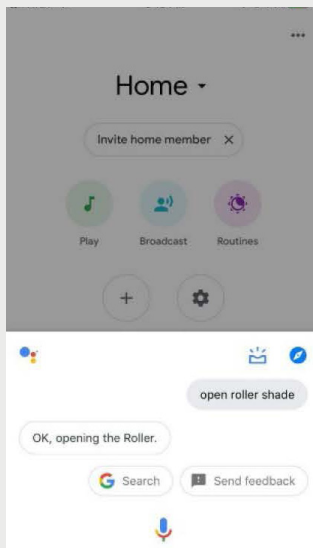 Home
Invite home member X
Play Broadcast Routines
open roller shade
OK, opening the Roller.
Search Send feedback